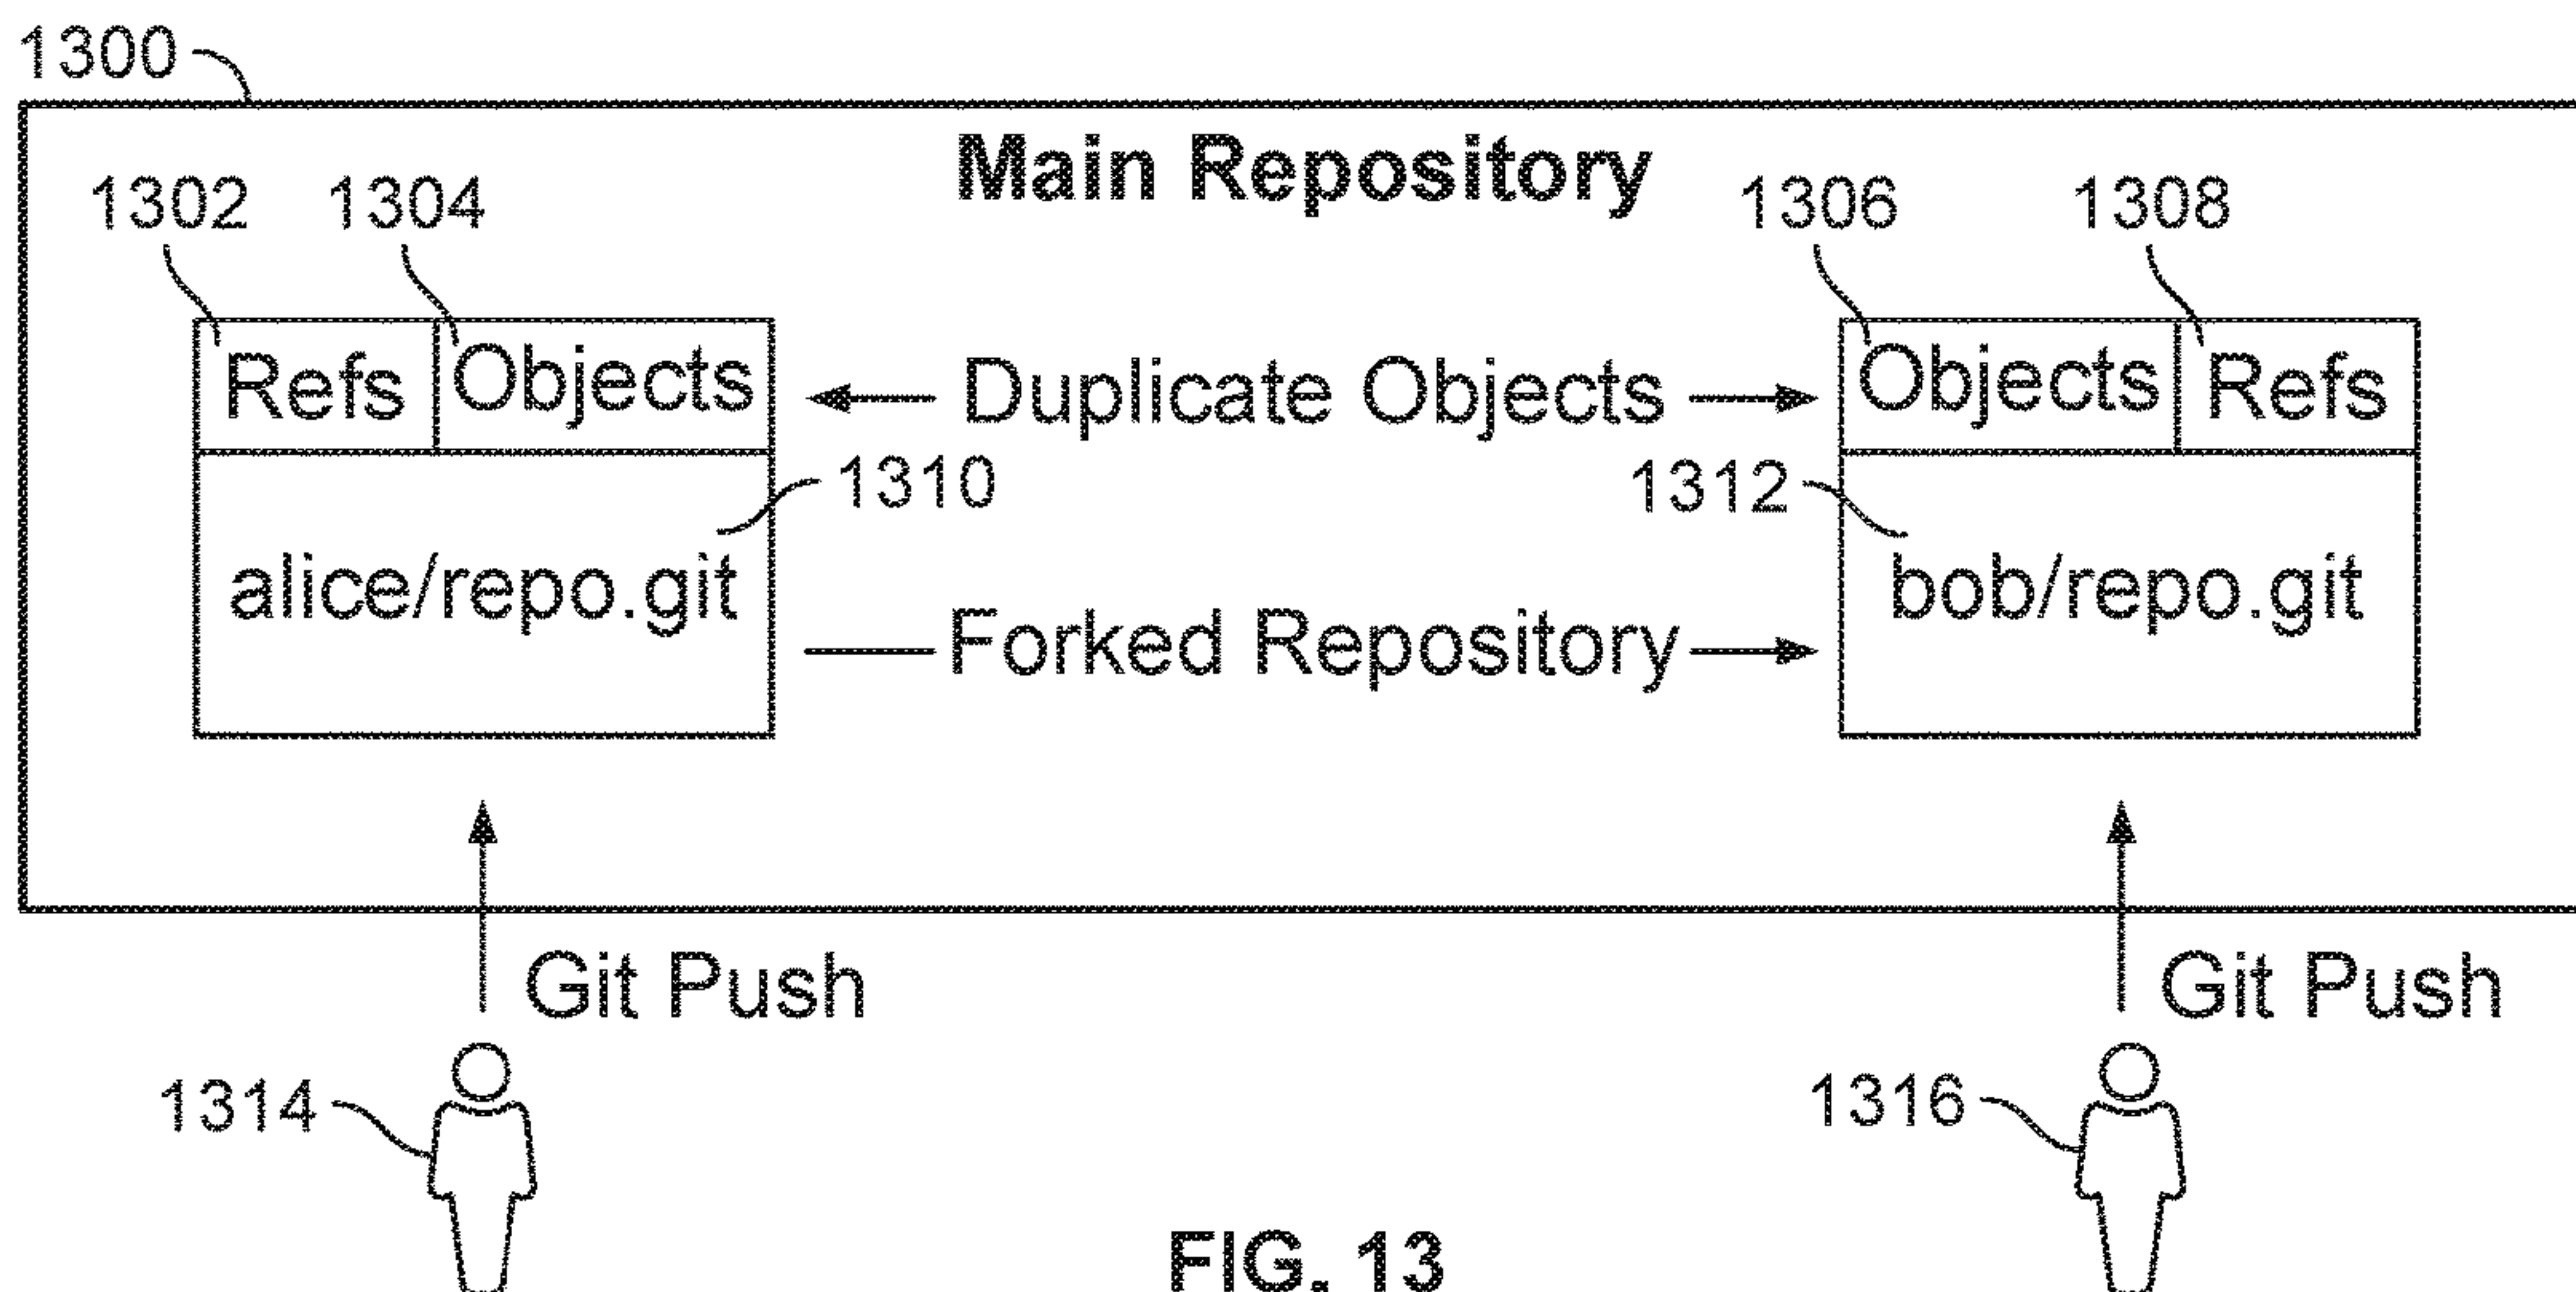 1300
Main Repository
1302 1304 1306 1308
Refs Objects Duplicate Objects Objects Refs
1310 1312
alice/repo.git bob/repo.git
Forked Repository
Git Push Git Push
1314 1316
FIG. 13